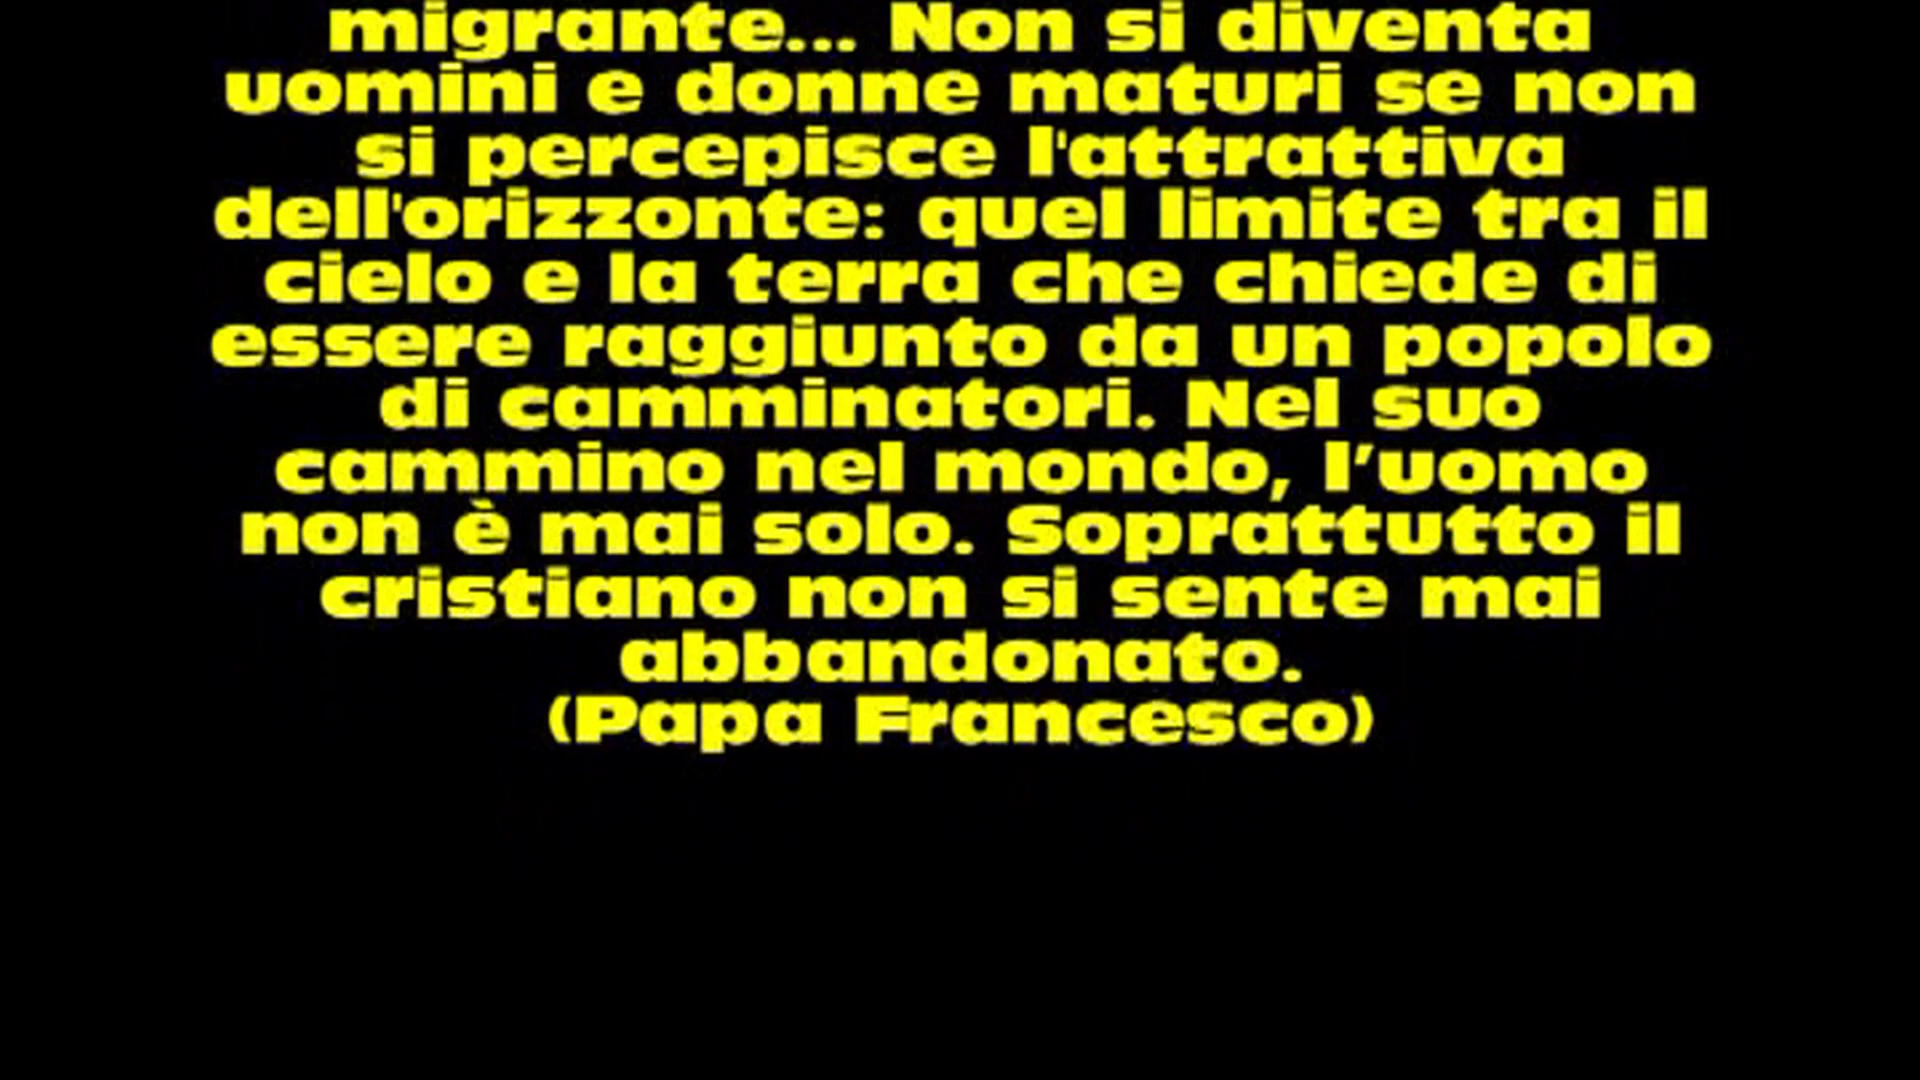 migrante... Non si diventa
uomini e donne maturi se non
si percepisce l'attrattiva
dell'orizzonte: quel limite tra il
cielo e la terra che chiede di
essere raggiunto da un popolo
di camminatori. Nel suo
cammino nel mondo, l’uomo
non è mai solo. Soprattutto il
cristiano non si sente mai
abbandonato.
(Papa Francesco)